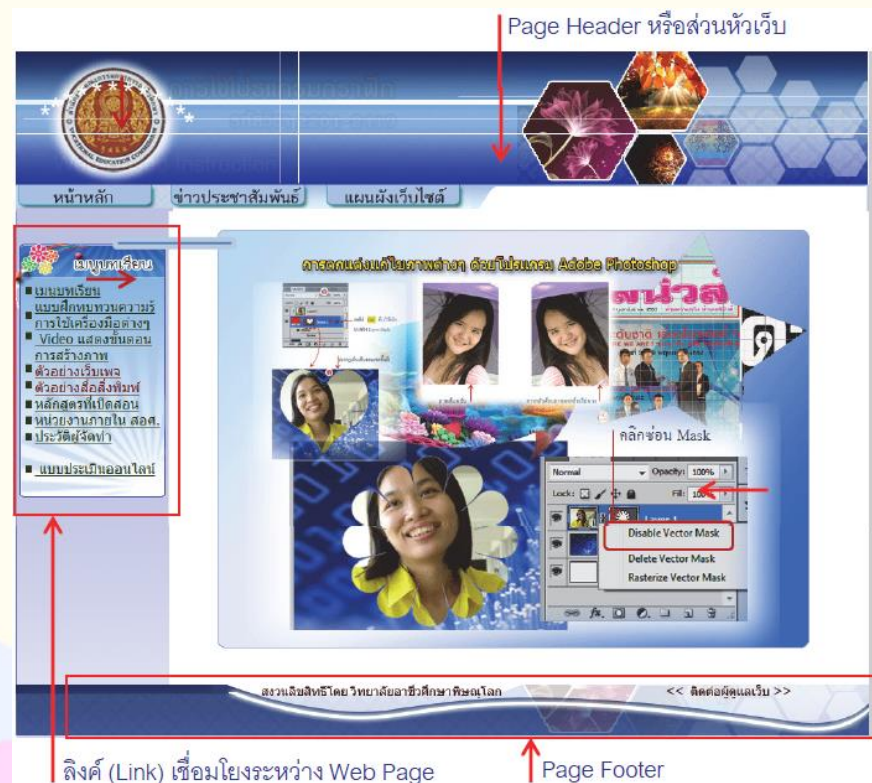 Page Header หรือส่วนหัวเว็บ
VOCATIONAL EDUCATION COMMISSION
หน้าหลัก
ข่าวประชาสัมพันธ์
แผนผังเว็บไซต์
เมนูบทเรียน
เมนูบทเรียน
แบบฝึกทบทวนความรู้
การใช้เครื่องมือต่างๆ
Video แสดงขั้นตอน
การสร้างภาพ
ตัวอย่างเว็บเพจ
ตัวอย่างสื่อสิ่งพิมพ์
หลักสูตรที่เปิดสอน
หน่วยงานภายใน สอศ.
ประวัติผู้จัดทำ
แบบประเมินออนไลน์
การตกแต่งแก้ไขภาพต่างๆ ด้วยโปรแกรม Adobe Photoshop
คลิกซ่อน Mask
Normal
Opacity: 100%
Lock:
Fill: 100%
Layer 1
Disable Vector Mask
Delete Vector Mask
Rasterize Vector Mask
สงวนลิขสิทธิ์โดย วิทยาลัยอาชีวศึกษาพิษณุโลก
<< ติดต่อผู้ดูแลเว็บ >>
ลิงค์ (Link) เชื่อมโยงระหว่าง Web Page
Page Footer